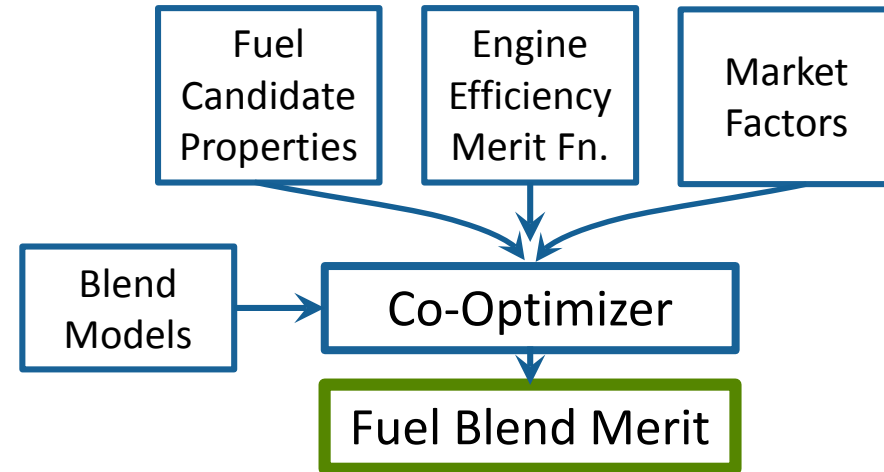 Fuel
Candidate
Properties
Engine
Efficiency
Merit Fn.
Market
Factors
Blend
Models
Co-Optimizer
Fuel Blend Merit